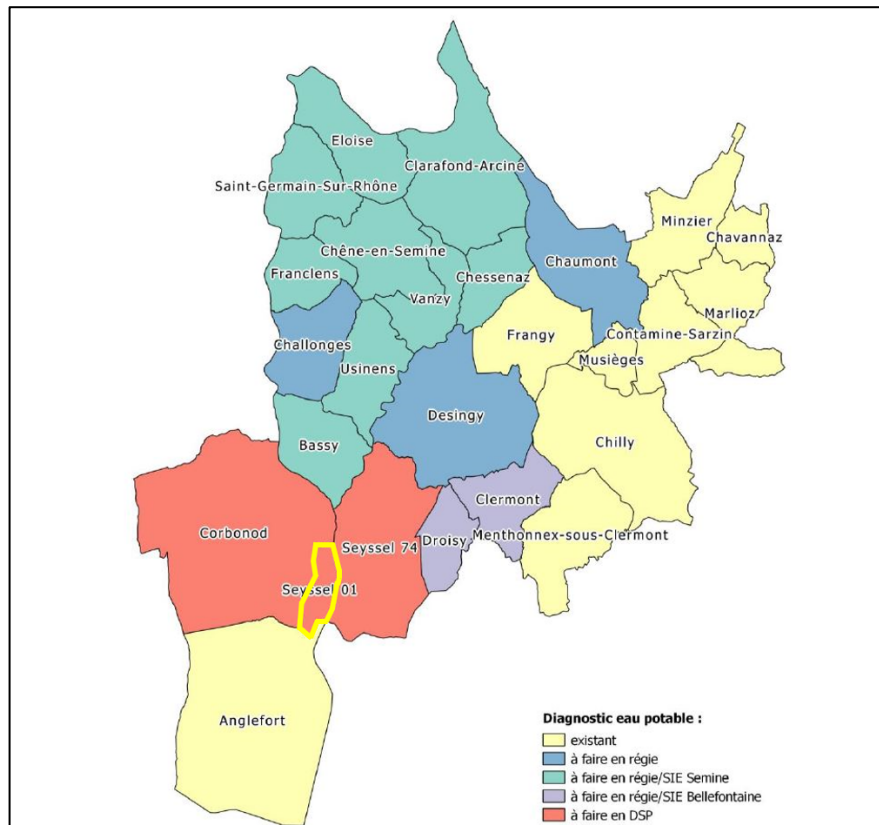 Eloise
Clarafond-Arcine
Saint-Germain-Sur-Rhône
Minzier
Chavannaz
Chêne-en-Semine
Franclens
Chessenaz
Chaumont
Vanzy
Marlioz
Contamine-Sarzin
Frangy
Challonges
Musièges
Usinens
Desingy
Bassy
Chilly
Clermont
Corbonod
Menthonnex-sous-Clermont
Droisy
Seyssel 74
Seyssel 01
Anglefort
Diagnostic eau potable :
existant
à faire en régie
à faire en régie/SIE Semine
à faire en régie/SIE Bellefontaine
à faire en DSP